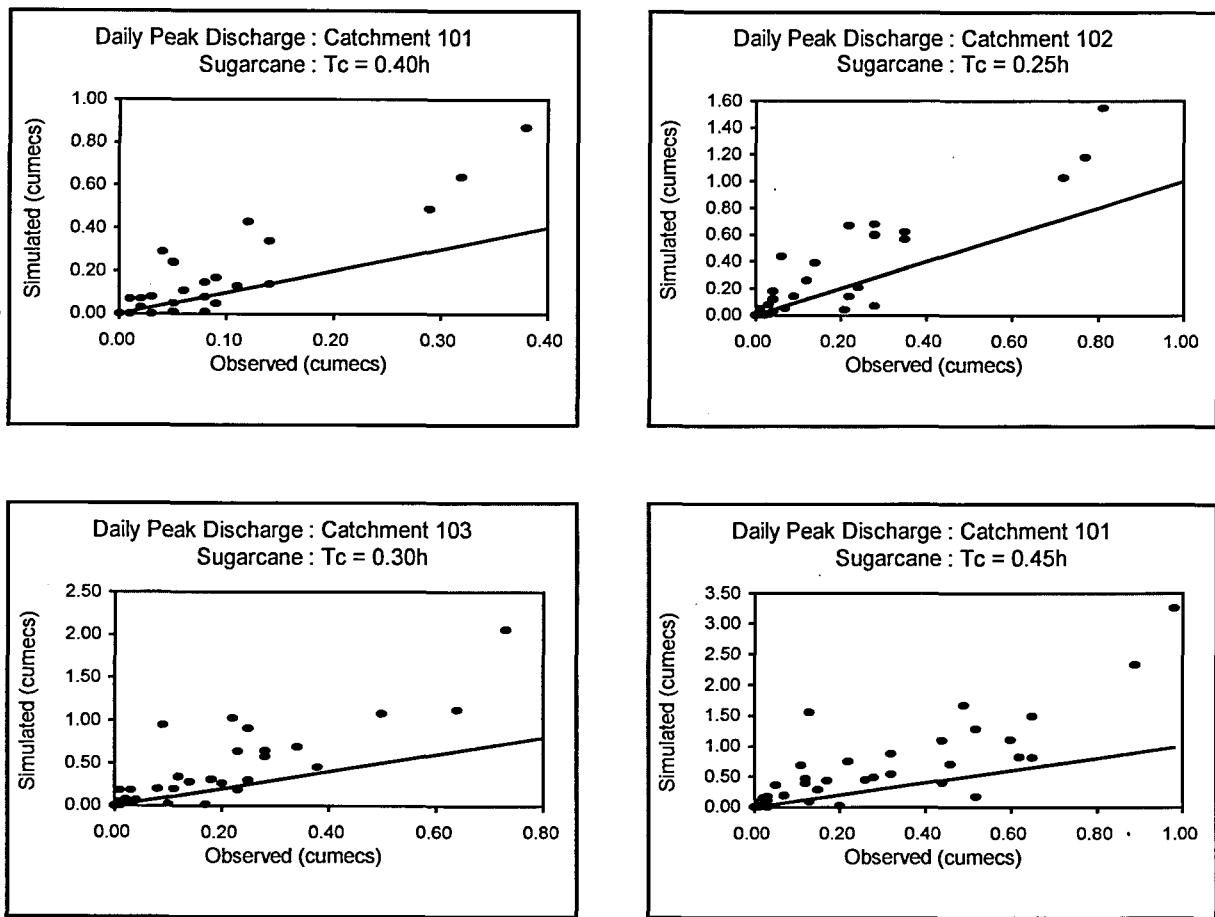 Daily Peak Discharge : Catchment 101
Sugarcane : Tc = 0.40h
1.00
0.80
0.60
0.40
0.20
0.00
Simulated (cumecs)
0.00 0.10 0.20 0.30 0.40
Observed (cumecs)
Daily Peak Discharge : Catchment 102
Sugarcane : Tc = 0.25h
1.60
1.40
1.20
1.00
0.80
0.60
0.40
0.20
0.00
Simulated (cumecs)
0.00 0.20 0.40 0.60 0.80 1.00
Observed (cumecs)
Daily Peak Discharge : Catchment 103
Sugarcane : Tc = 0.30h
2.50
2.00
1.50
1.00
0.50
0.00
Simulated (cumecs)
0.00 0.20 0.40 0.60 0.80
Observed (cumecs)
Daily Peak Discharge : Catchment 101
Sugarcane : Tc = 0.45h
3.50
3.00
2.50
2.00
1.50
1.00
0.50
0.00
Simulated (cumecs)
0.00 0.20 0.40 0.60 0.80 1.00
Observed (cumecs)